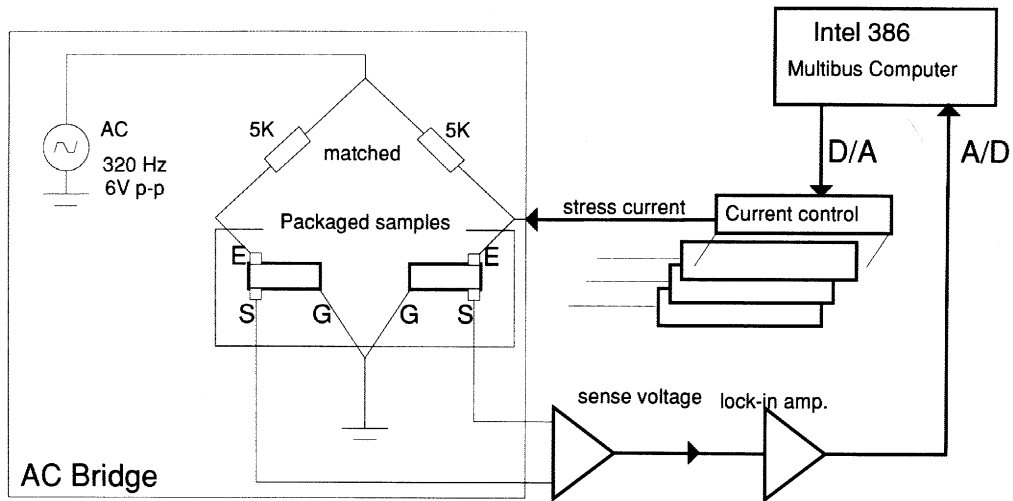 Intel 386
Multibus Computer
AC
320 Hz
6V p-p
5K
5K
matched
D/A
A/D
Packaged samples
stress current
Current control
E
E
S
G
G
S
sense voltage
lock-in amp.
AC Bridge